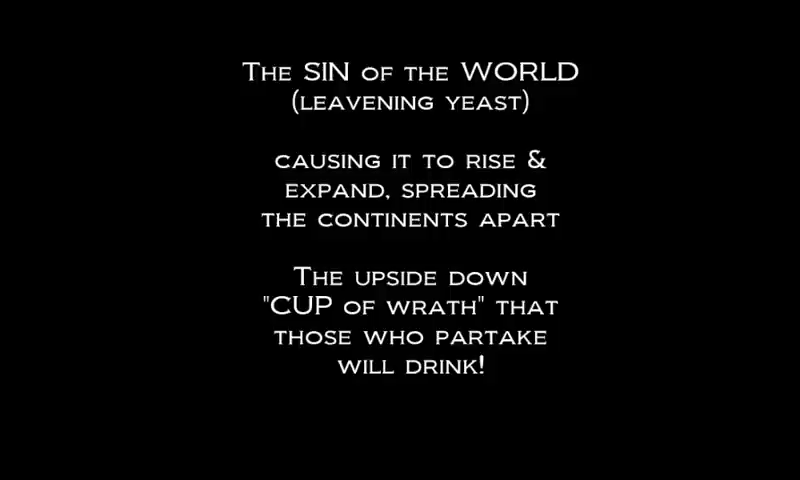 The SIN of the WORLD
(leavening yeast)
causing it to rise &
expand, spreading
the continents apart
The upside down
"CUP of wrath" that
those who partake
will drink!